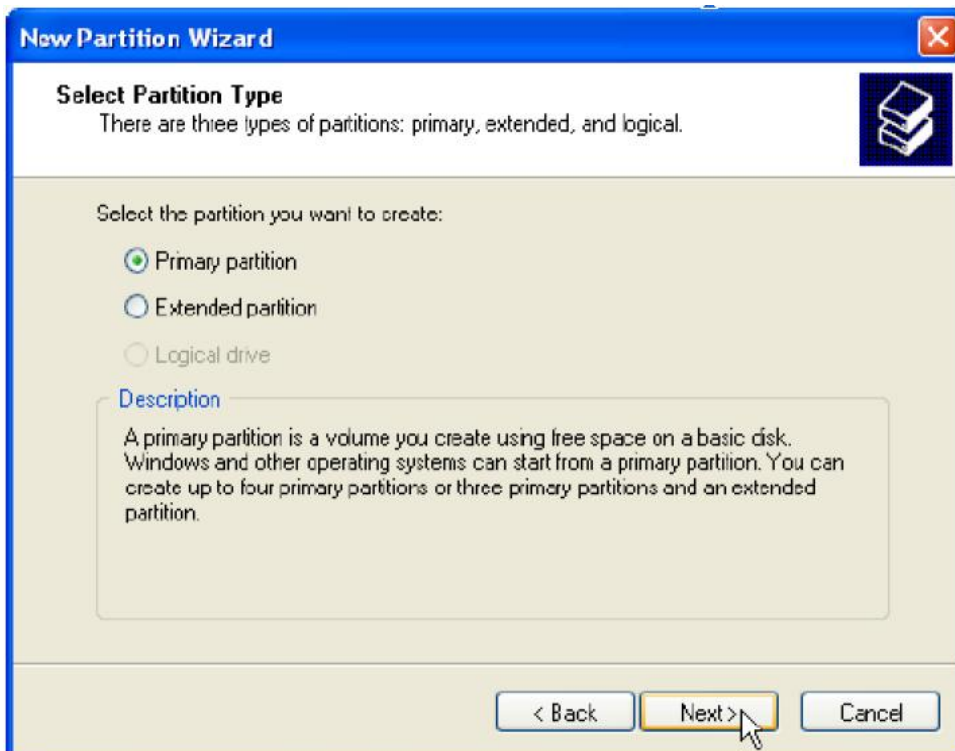 New Partition Wizard
Select Partition Type
There are three types of partitions: primary, extended, and logical.
Select the partition you want to create:
Primary partition
Extended partition
Logical drive
Description
A primary partition is a volume you create using free space on a basic disk.
Windows and other operating systems can start from a primary partition. You can
create up to four primary partitions or three primary partitions and an extended
partition.
< Back
Next >
Cancel